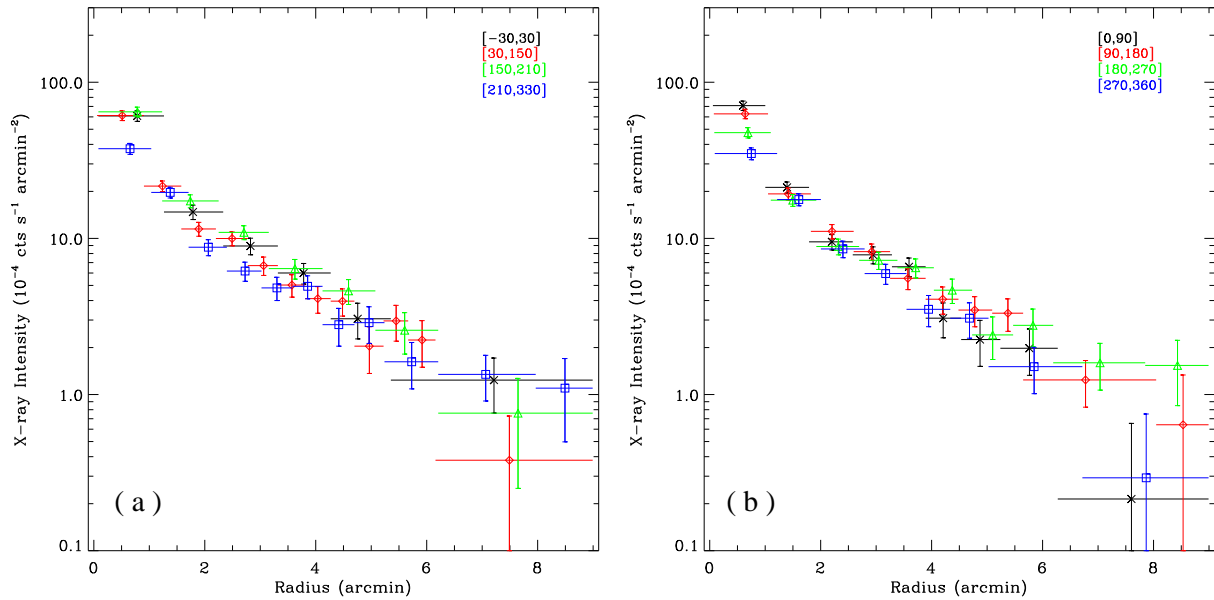 [-30,30]
[30,150]
[150,210]
[210,330]
100.0
10.0
1.0
0.1
X-ray Intensity (10⁻⁴ cts s⁻¹ arcmin⁻²)
( a )
0 2 4 6 8
Radius (arcmin)
[0,90]
[90,180]
[180,270]
[270,360]
100.0
10.0
1.0
0.1
X-ray Intensity (10⁻⁴ cts s⁻¹ arcmin⁻²)
( b )
0 2 4 6 8
Radius (arcmin)